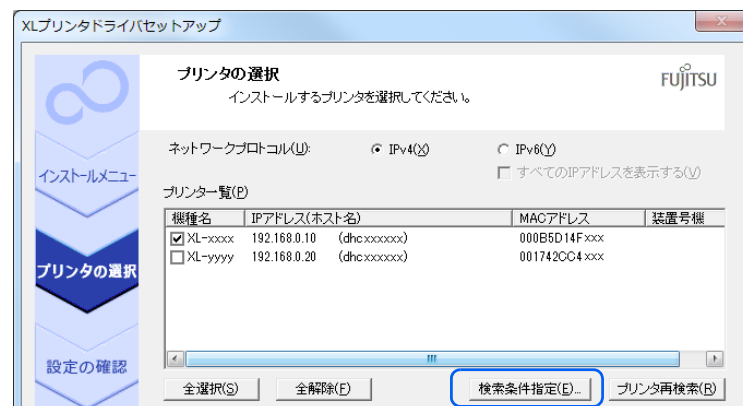 XLプリンタドライバセットアップ
プリンタの選択
インストールするプリンタを選択してください。
FUJITSU
ネットワークプロトコル(U): IPv4(X) IPv6(Y)
すべてのIPアドレスを表示する(V)
インストールメニュー
プリンター覧(P)
機種名 IPアドレス(ホスト名) MACアドレス 装置号機
XL-xxxx 192.168.0.10 (dhcxxxxxx) 000B5D14Fxxx
XL-yyyy 192.168.0.20 (dhcxxxxxx) 001742CC4xxx
プリンタの選択
設定の確認
全選択(S) 全解除(F) 検索条件指定(E)... プリンタ再検索(R)